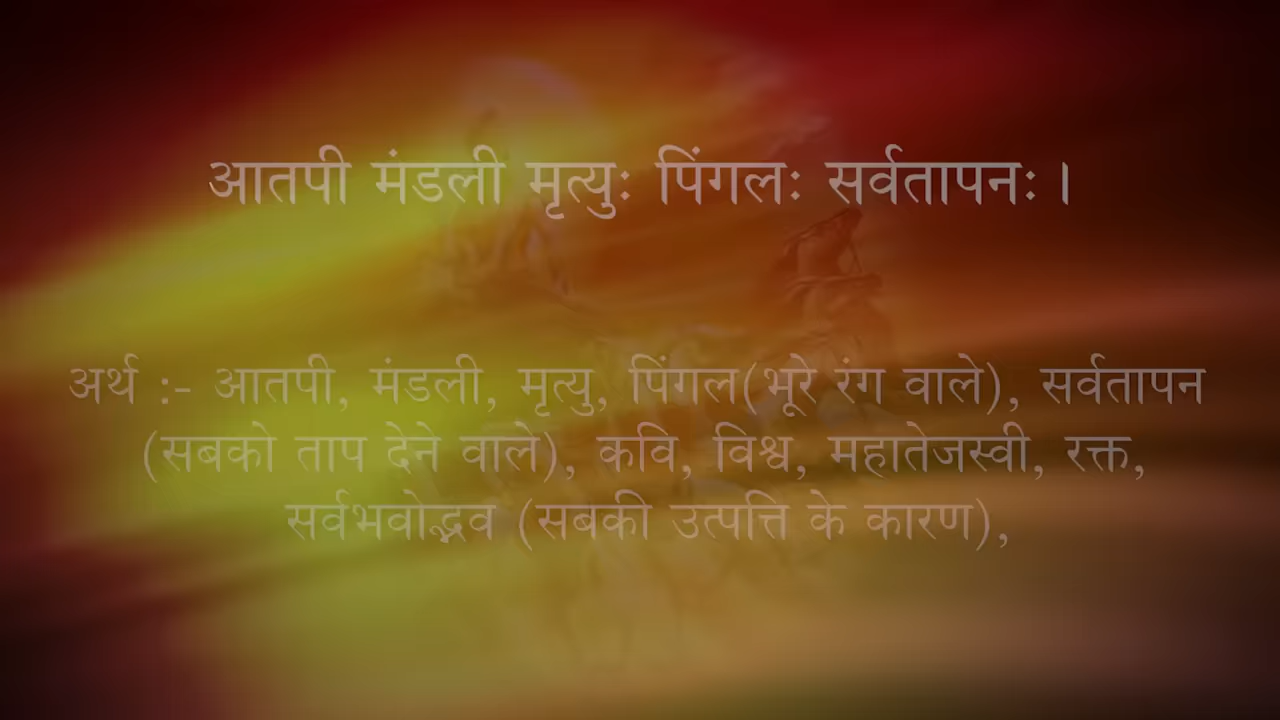 आतपी मंडली मृत्युः पिंगलः सर्वतापनः ।
अर्थ :- आतपी, मंडली, मृत्यु, पिंगल(भूरे रंग वाले), सर्वतापन
(सबको ताप देने वाले), कवि, विश्व, महातेजस्वी, रक्त,
सर्वभवोद्भव (सबकी उत्पत्ति के कारण),